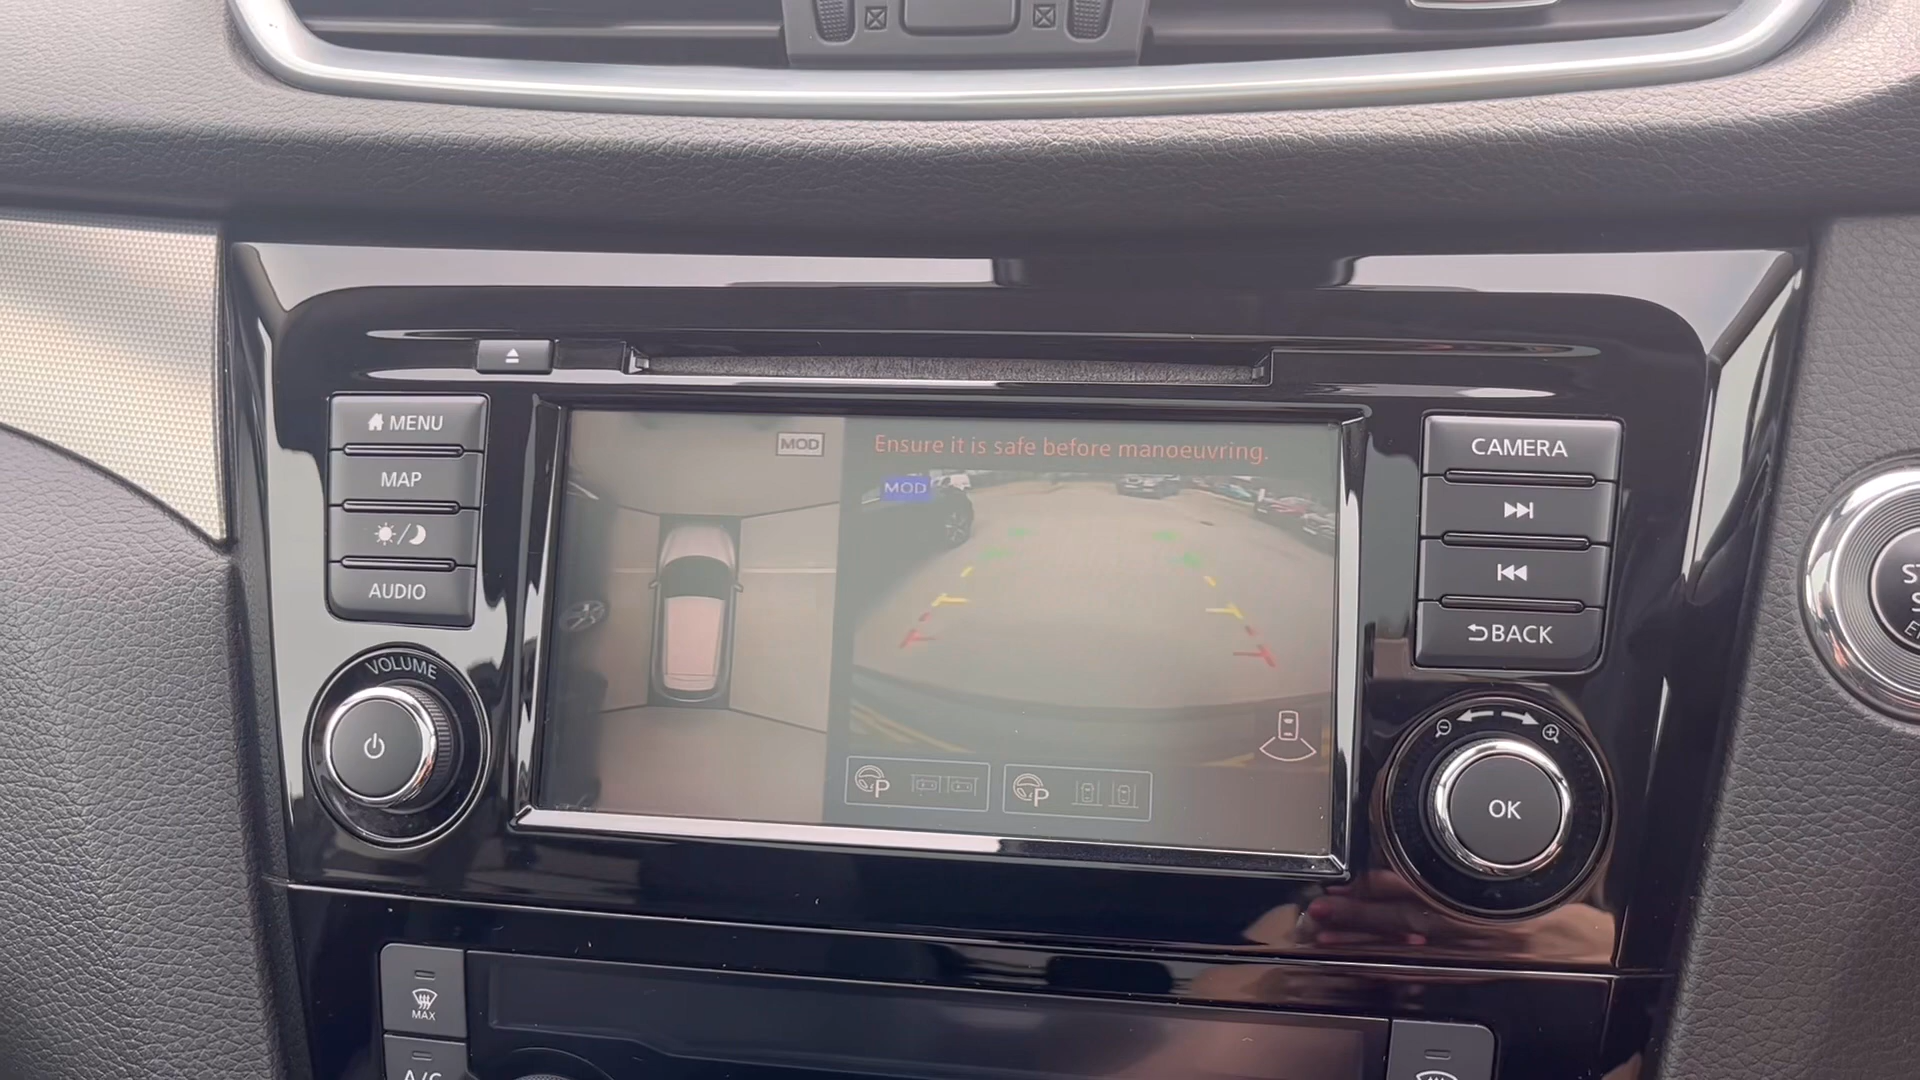 MENU
MAP
AUDIO
VOLUME
MOD
Ensure it is safe before manoeuvring.
MOD
P
P
CAMERA
BACK
OK
MAX
A/C